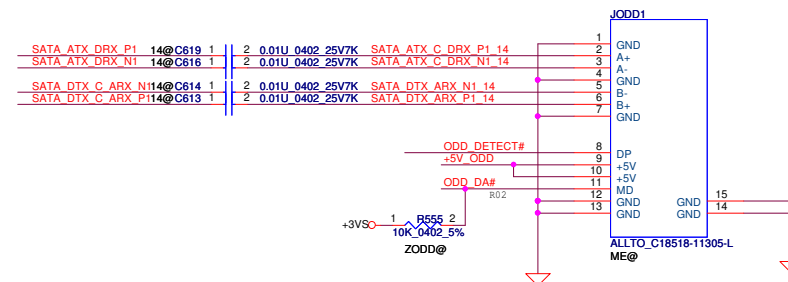 JODD1
1 GND
SATA_ATX_DRX_P1 14@C619 1 2 0.01U_0402_25V7K SATA_ATX_C_DRX_P1_14 2 A+
SATA_ATX_DRX_N1 14@C616 1 2 0.01U_0402_25V7K SATA_ATX_C_DRX_N1_14 3 A-
4 GND
SATA_DTX_C_ARX_N1 14@C614 1 2 0.01U_0402_25V7K SATA_DTX_ARX_N1_14 5 B-
SATA_DTX_C_ARX_P1 14@C613 1 2 0.01U_0402_25V7K SATA_DTX_ARX_P1_14 6 B+
7 GND
ODD_DETECT# 8 DP
+5V_ODD 9 +5V
10 +5V
ODD_DA# 11 MD
R02
12 GND GND 15
13 GND GND 14
+3VS 1 R555 2
10K_0402_5%
ZODD@
ALLTO_C18518-11305-L
ME@